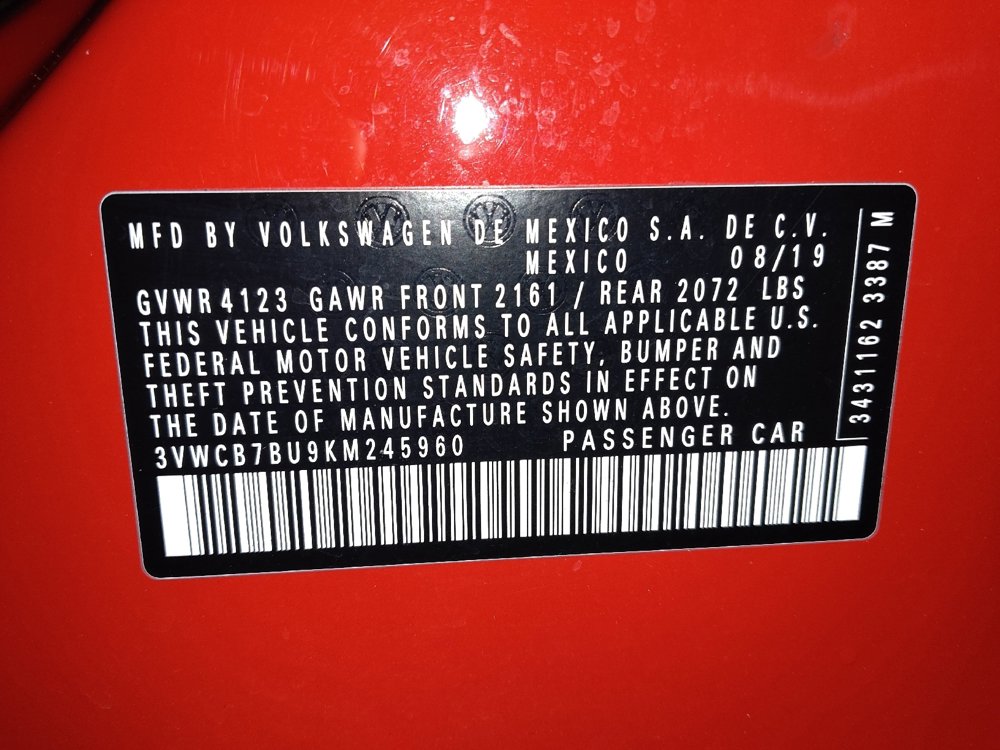 MFD BY VOLKSWAGEN DE MEXICO S.A. DE C.V.
MEXICO 08/19
GVWR 4123 GAWR FRONT 2161 / REAR 2072 LBS
THIS VEHICLE CONFORMS TO ALL APPLICABLE U.S.
FEDERAL MOTOR VEHICLE SAFETY, BUMPER AND
THEFT PREVENTION STANDARDS IN EFFECT ON
THE DATE OF MANUFACTURE SHOWN ABOVE.
3VWCB7BU9KM245960 PASSENGER CAR
3431162 3387 M